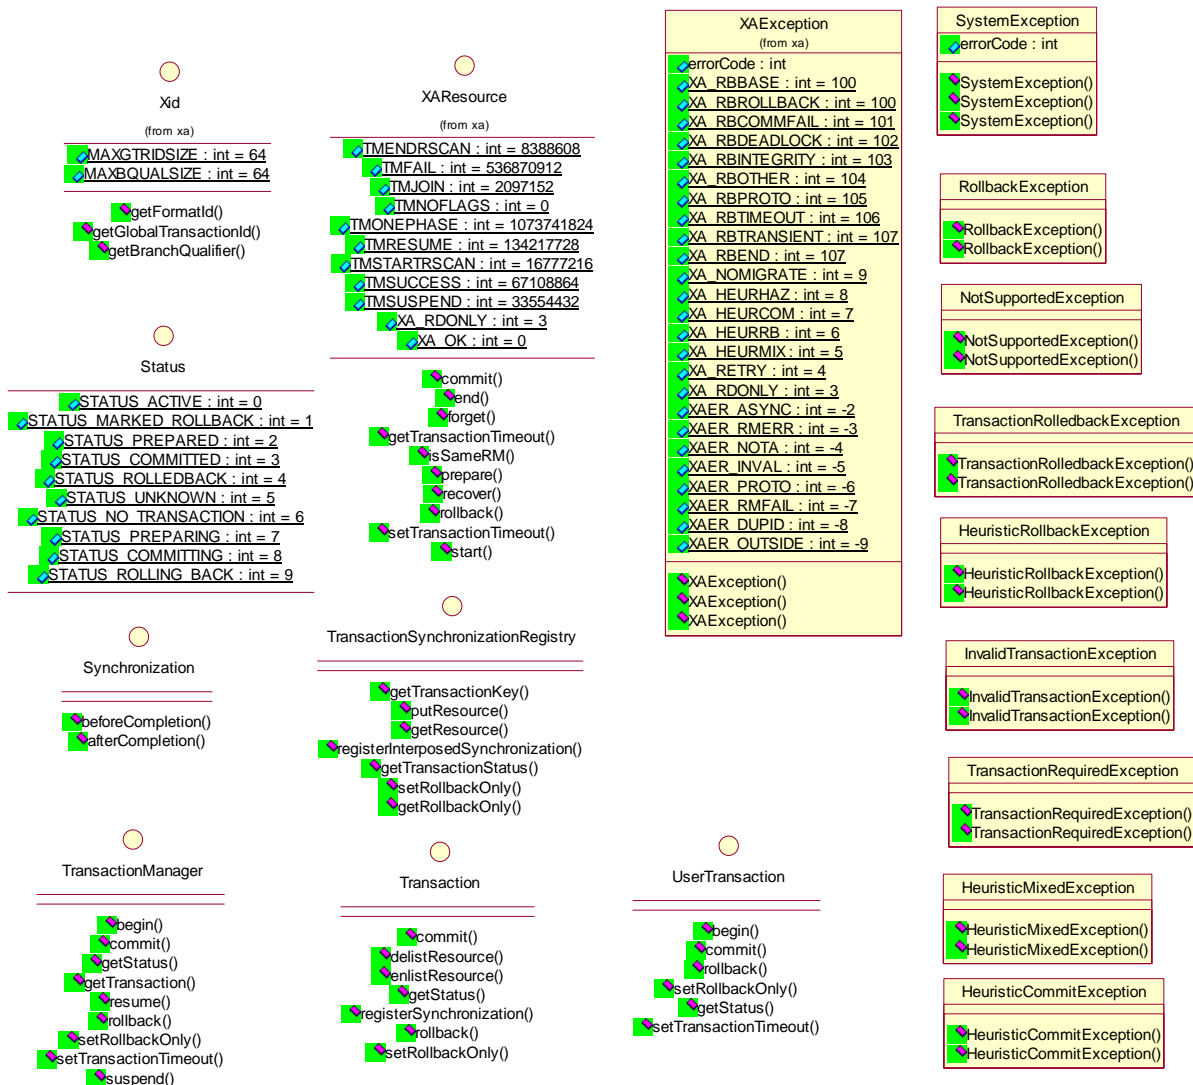 Xid
(from xa)
MAXGTRIDSIZE : int = 64
MAXBQUALSIZE : int = 64
getFormatId()
getGlobalTransactionId()
getBranchQualifier()
XAResource
(from xa)
TMENDRSCAN : int = 8388608
TMFAIL : int = 536870912
TMJOIN : int = 2097152
TMNOFLAGS : int = 0
TMONEPHASE : int = 1073741824
TMRESUME : int = 134217728
TMSTARTRSCAN : int = 16777216
TMSUCCESS : int = 67108864
TMSUSPEND : int = 33554432
XA_RDONLY : int = 3
XA_OK : int = 0
commit()
end()
forget()
getTransactionTimeout()
isSameRM()
prepare()
recover()
rollback()
setTransactionTimeout()
start()
XAException
(from xa)
errorCode : int
XA_RBBASE : int = 100
XA_RBROLLBACK : int = 100
XA_RBCOMMFAIL : int = 101
XA_RBDEADLOCK : int = 102
XA_RBINTEGRITY : int = 103
XA_RBOTHER : int = 104
XA_RBPROTO : int = 105
XA_RBTIMEOUT : int = 106
XA_RBTRANSIENT : int = 107
XA_RBEND : int = 107
XA_NOMIGRATE : int = 9
XA_HEURHAZ : int = 8
XA_HEURCOM : int = 7
XA_HEURRB : int = 6
XA_HEURMIX : int = 5
XA_RETRY : int = 4
XA_RDONLY : int = 3
XAER_ASYNC : int = -2
XAER_RMERR : int = -3
XAER_NOTA : int = -4
XAER_INVAL : int = -5
XAER_PROTO : int = -6
XAER_RMFAIL : int = -7
XAER_DUPID : int = -8
XAER_OUTSIDE : int = -9
XAException()
XAException()
XAException()
SystemException
errorCode : int
SystemException()
SystemException()
SystemException()
RollbackException
RollbackException()
RollbackException()
NotSupportedException
NotSupportedException()
NotSupportedException()
TransactionRolledbackException
TransactionRolledbackException()
TransactionRolledbackException()
HeuristicRollbackException
HeuristicRollbackException()
HeuristicRollbackException()
InvalidTransactionException
InvalidTransactionException()
InvalidTransactionException()
TransactionRequiredException
TransactionRequiredException()
TransactionRequiredException()
HeuristicMixedException
HeuristicMixedException()
HeuristicMixedException()
HeuristicCommitException
HeuristicCommitException()
HeuristicCommitException()
Status
STATUS_ACTIVE : int = 0
STATUS_MARKED_ROLLBACK : int = 1
STATUS_PREPARED : int = 2
STATUS_COMMITTED : int = 3
STATUS_ROLLEDBACK : int = 4
STATUS_UNKNOWN : int = 5
STATUS_NO_TRANSACTION : int = 6
STATUS_PREPARING : int = 7
STATUS_COMMITTING : int = 8
STATUS_ROLLING_BACK : int = 9
Synchronization
beforeCompletion()
afterCompletion()
TransactionSynchronizationRegistry
getTransactionKey()
putResource()
getResource()
registerInterposedSynchronization()
getTransactionStatus()
setRollbackOnly()
getRollbackOnly()
TransactionManager
begin()
commit()
getStatus()
getTransaction()
resume()
rollback()
setRollbackOnly()
setTransactionTimeout()
suspend()
Transaction
commit()
delistResource()
enlistResource()
getStatus()
registerSynchronization()
rollback()
setRollbackOnly()
UserTransaction
begin()
commit()
rollback()
setRollbackOnly()
getStatus()
setTransactionTimeout()